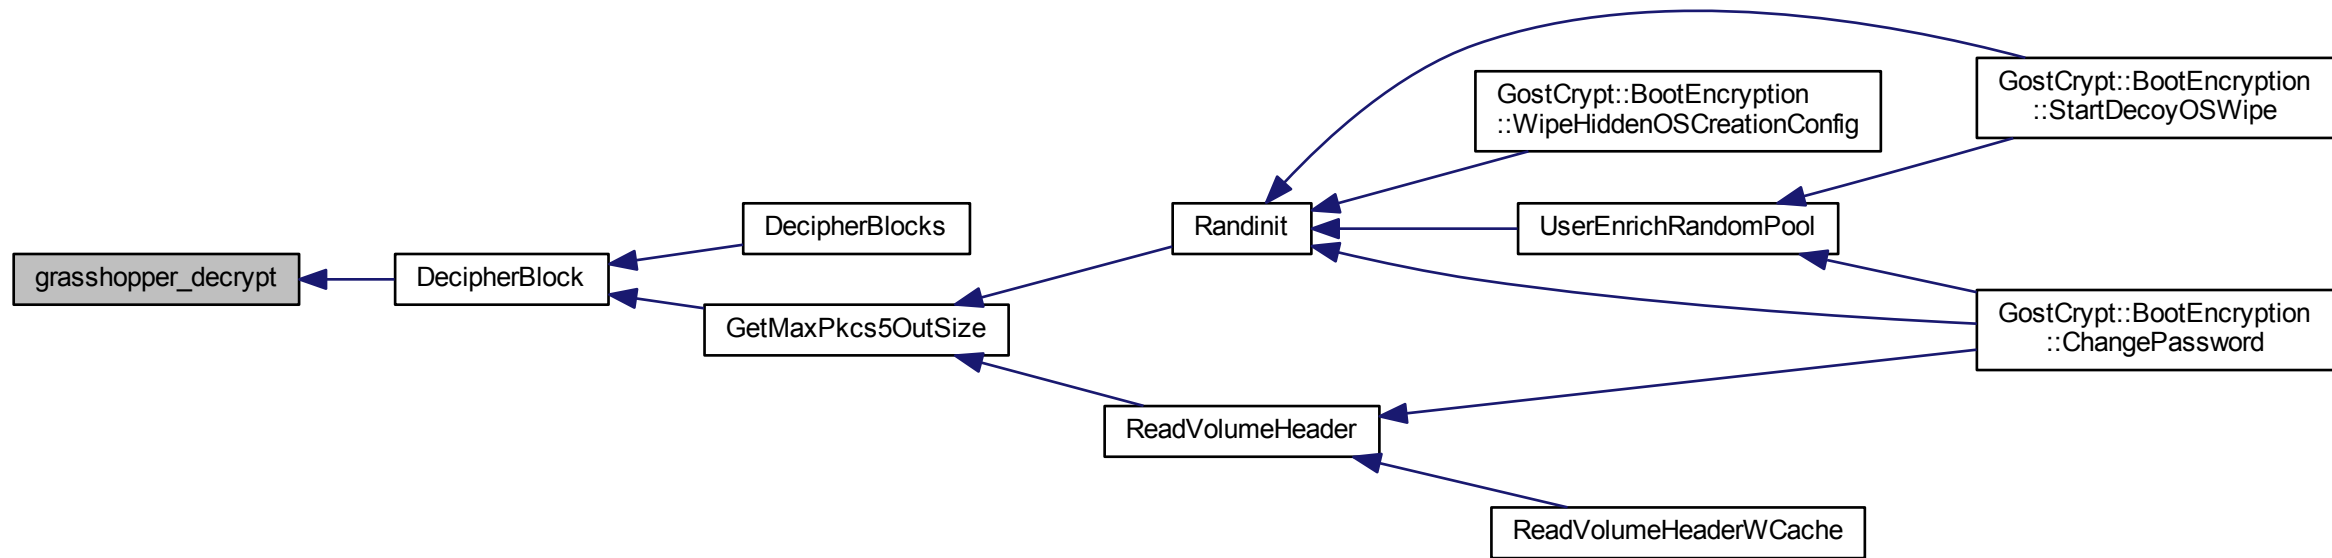 GostCrypt::BootEncryption
::StartDecoyOSWipe
GostCrypt::BootEncryption
::WipeHiddenOSCreationConfig
DecipherBlocks
Randinit
UserEnrichRandomPool
grasshopper_decrypt
DecipherBlock
GetMaxPkcs5OutSize
GostCrypt::BootEncryption
::ChangePassword
ReadVolumeHeader
ReadVolumeHeaderWCache